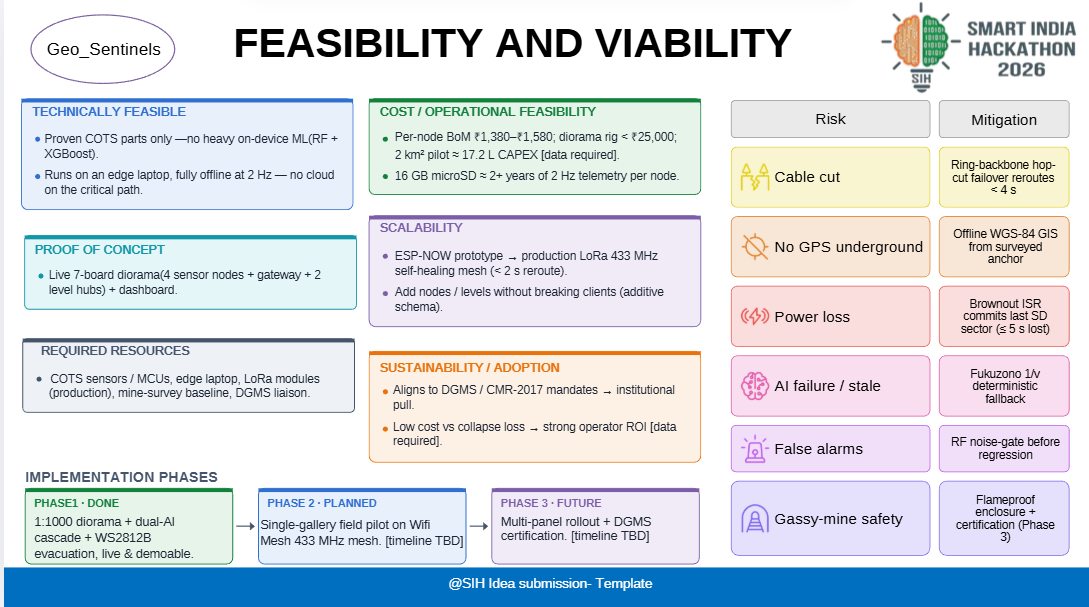 Geo_Sentinels
FEASIBILITY AND VIABILITY
SIH
SMART INDIA
HACKATHON
2026
TECHNICALLY FEASIBLE
• Proven COTS parts only —no heavy on-device ML(RF +
XGBoost).
• Runs on an edge laptop, fully offline at 2 Hz — no cloud
on the critical path.
PROOF OF CONCEPT
• Live 7-board diorama(4 sensor nodes + gateway + 2
level hubs) + dashboard.
REQUIRED RESOURCES
• COTS sensors / MCUs, edge laptop, LoRa modules
(production), mine-survey baseline, DGMS liaison.
COST / OPERATIONAL FEASIBILITY
• Per-node BoM ₹1,380–₹1,580; diorama rig < ₹25,000;
2 km² pilot ≈ 17.2 L CAPEX [data required].
• 16 GB microSD ≈ 2+ years of 2 Hz telemetry per node.
SCALABILITY
• ESP-NOW prototype → production LoRa 433 MHz
self-healing mesh (< 2 s reroute).
• Add nodes / levels without breaking clients (additive
schema).
SUSTAINABILITY / ADOPTION
• Aligns to DGMS / CMR-2017 mandates → institutional
pull.
• Low cost vs collapse loss → strong operator ROI [data
required].
IMPLEMENTATION PHASES
PHASE1 · DONE
1:1000 diorama + dual-AI
cascade + WS2812B
evacuation, live & demoable.
PHASE 2 · PLANNED
Single-gallery field pilot on Wifi
Mesh 433 MHz mesh. [timeline TBD]
PHASE 3 · FUTURE
Multi-panel rollout + DGMS
certification. [timeline TBD]
Risk
Mitigation
Cable cut
Ring-backbone hop-
cut failover reroutes
< 4 s
No GPS underground
Offline WGS-84 GIS
from surveyed
anchor
Power loss
Brownout ISR
commits last SD
sector (≤ 5 s lost)
AI failure / stale
Fukuzono 1/v
deterministic
fallback
False alarms
RF noise-gate before
regression
Gassy-mine safety
Flameproof
enclosure +
certification (Phase
3)
@SIH Idea submission- Template